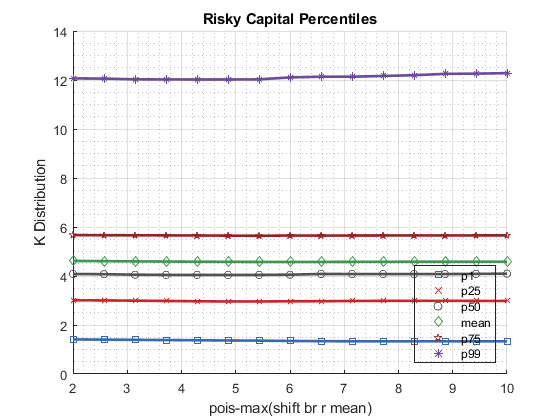 Risky Capital Percentiles
14
12
10
8
6
4
2
0
K Distribution
2 3 4 5 6 7 8 9 10
pois-max(shift br r mean)
p1
p25
p50
mean
p75
p99